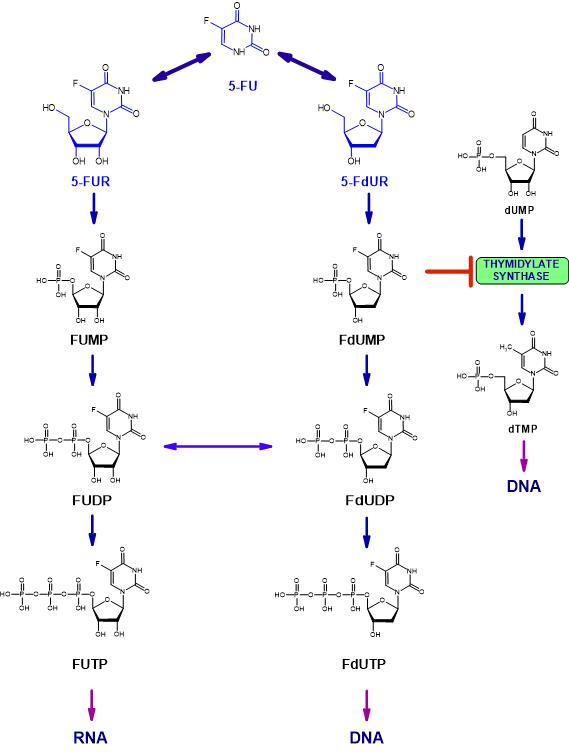 5-FU
5-FUR
5-FdUR
dUMP
THYMIDYLATE
SYNTHASE
FUMP
FdUMP
dTMP
DNA
FUDP
FdUDP
FUTP
FdUTP
RNA
DNA